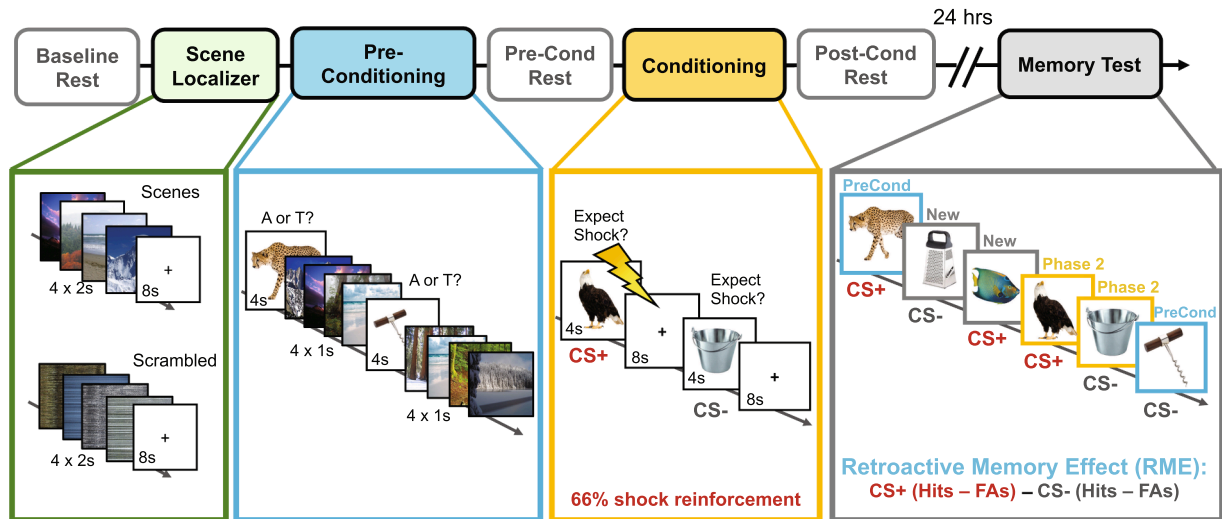 24 hrs
Baseline
Rest
Scene
Localizer
Pre-
Conditioning
Pre-Cond
Rest
Conditioning
Post-Cond
Rest
Memory Test
Scenes
4 x 2s
8s
+
Scrambled
4 x 2s
8s
+
A or T?
4s
4 x 1s
A or T?
4s
4 x 1s
Expect
Shock?
4s
CS+
+
8s
Expect
Shock?
4s
CS-
+
8s
66% shock reinforcement
PreCond
CS+
New
CS-
New
CS+
Phase 2
CS+
Phase 2
CS-
PreCond
CS-
Retroactive Memory Effect (RME):
CS+ (Hits – FAs) – CS- (Hits – FAs)